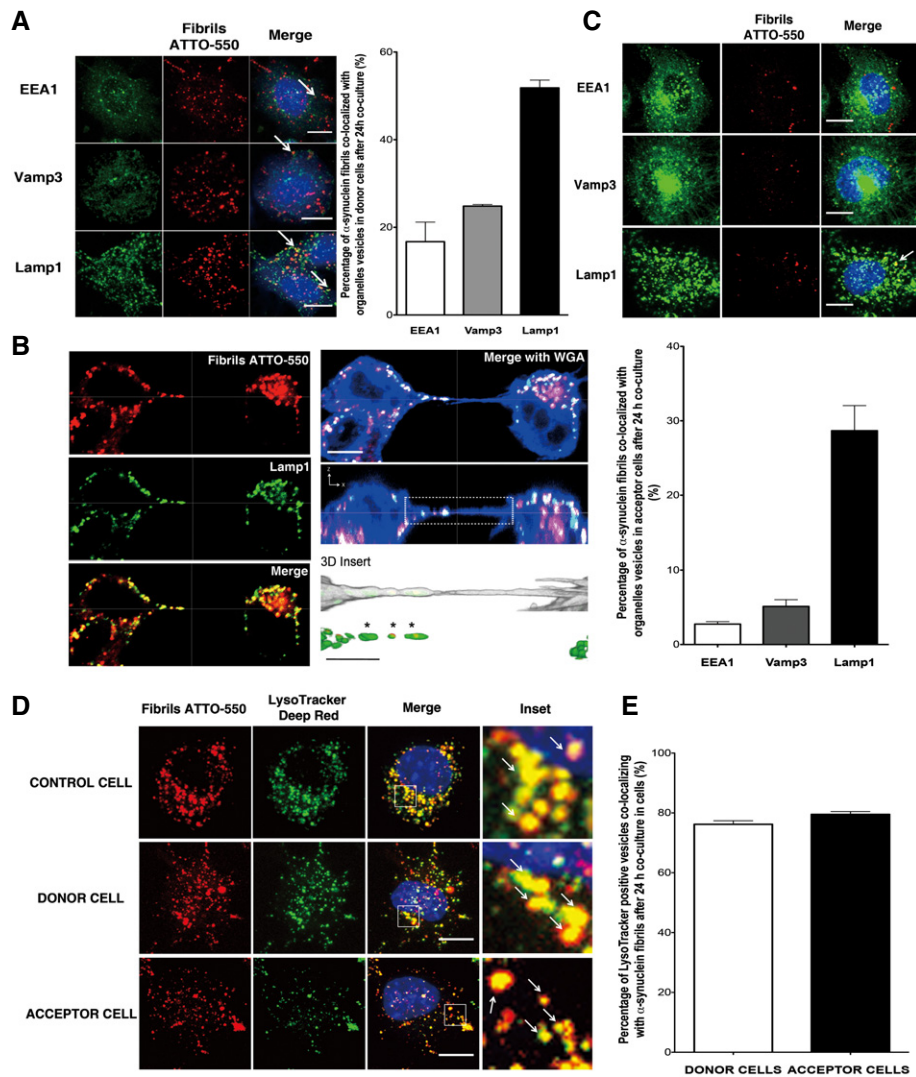 A
Fibrils
ATTO-550
Merge
EEA1
Vamp3
Lamp1
Percentage of α-synuclein fibrils co-localized with
organelles vesicles in donor cells after 24h co-culture (%)
60
40
20
0
EEA1 Vamp3 Lamp1
C
Fibrils
ATTO-550
Merge
EEA1
Vamp3
Lamp1
Percentage of α-synuclein fibrils co-localized with
organelles vesicles in acceptor cells after 24 h co-culture
(%)
40
30
20
10
0
EEA1 Vamp3 Lamp1
B
Fibrils ATTO-550
Lamp1
Merge
Merge with WGA
z
x
3D Insert
* * *
D
Fibrils ATTO-550
LysoTracker
Deep Red
Merge
Inset
CONTROL CELL
DONOR CELL
ACCEPTOR CELL
E
Percentage of LysoTracker positive vesicles co-localizing
with α-synuclein fibrils after 24 h co-culture in cells (%)
100
80
60
40
20
0
DONOR CELLS ACCEPTOR CELLS